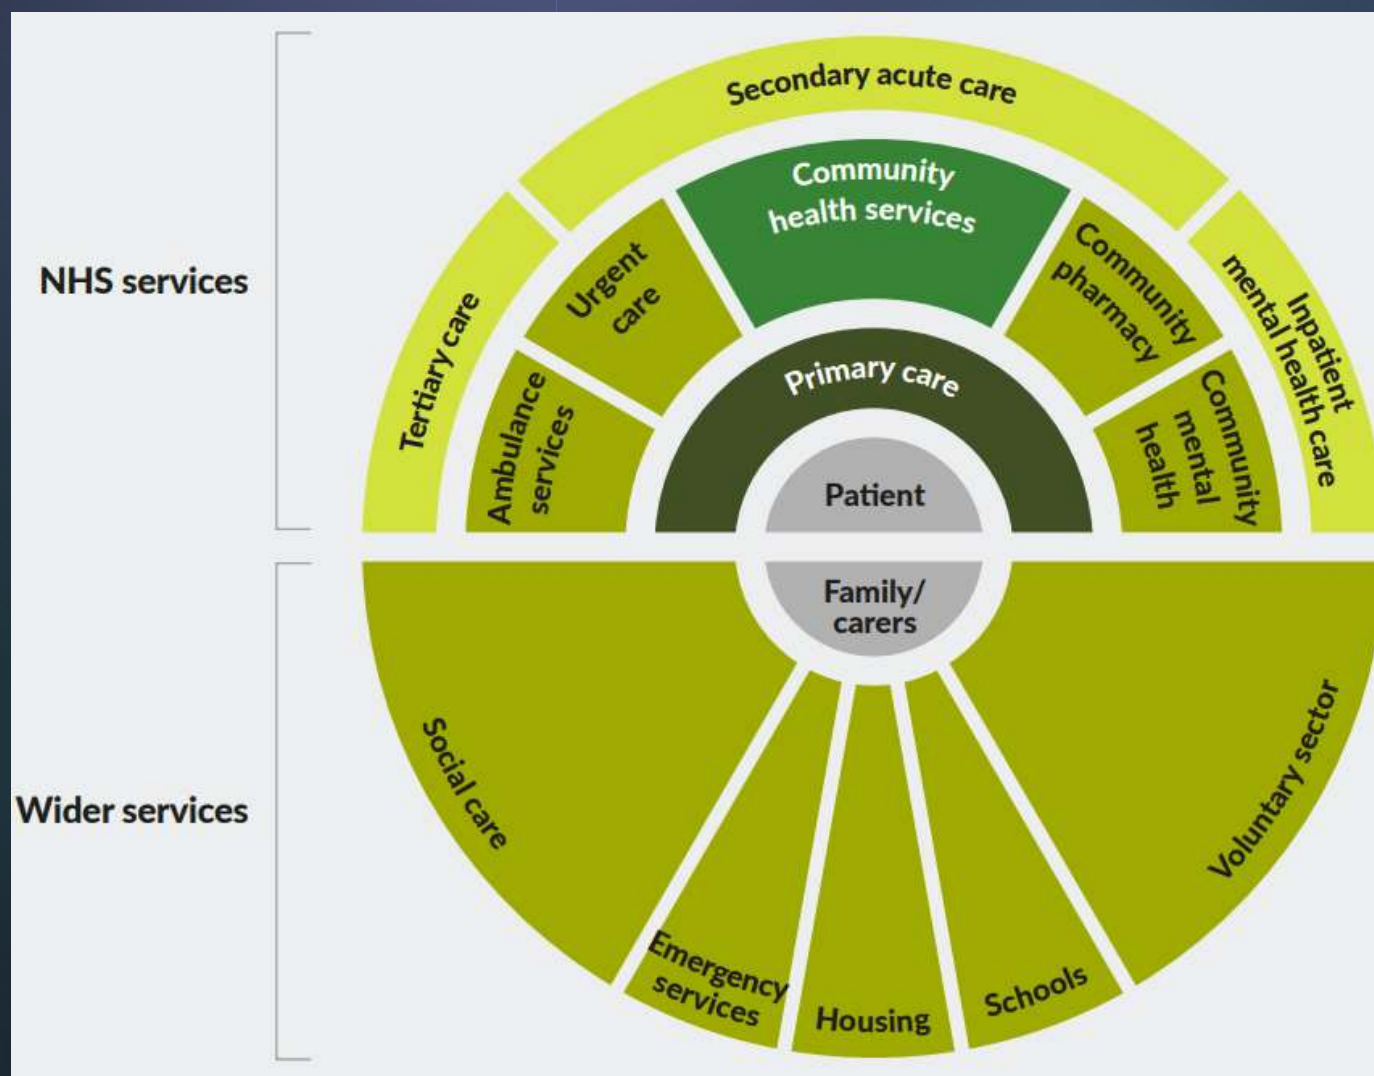 NHS services
Secondary acute care
Tertiary care
Inpatient
mental health care
Community
health services
Urgent
care
Community
pharmacy
Ambulance
services
Community
mental
health
Primary care
Patient
Family/
carers
Wider services
Social care
Emergency
services
Housing
Schools
Voluntary sector